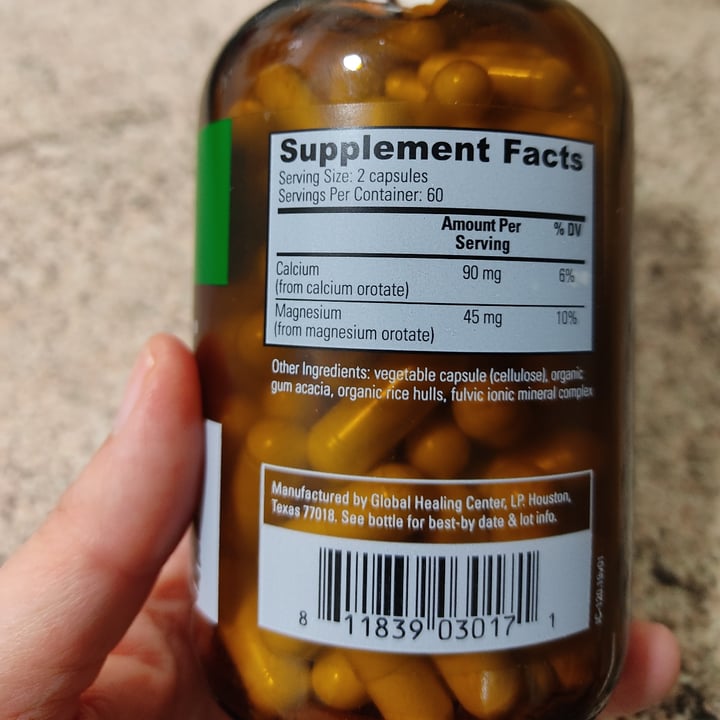 Supplement Facts
Serving Size: 2 capsules
Servings Per Container: 60
Amount Per Serving % DV
Calcium 90 mg 6%
(from calcium orotate)
Magnesium 45 mg 10%
(from magnesium orotate)
Other Ingredients: vegetable capsule (cellulose), organic
gum acacia, organic rice hulls, fulvic ionic mineral complex
Manufactured by Global Healing Center, LP. Houston,
Texas 77018. See bottle for best-by date & lot info.
8 11839 03017 1